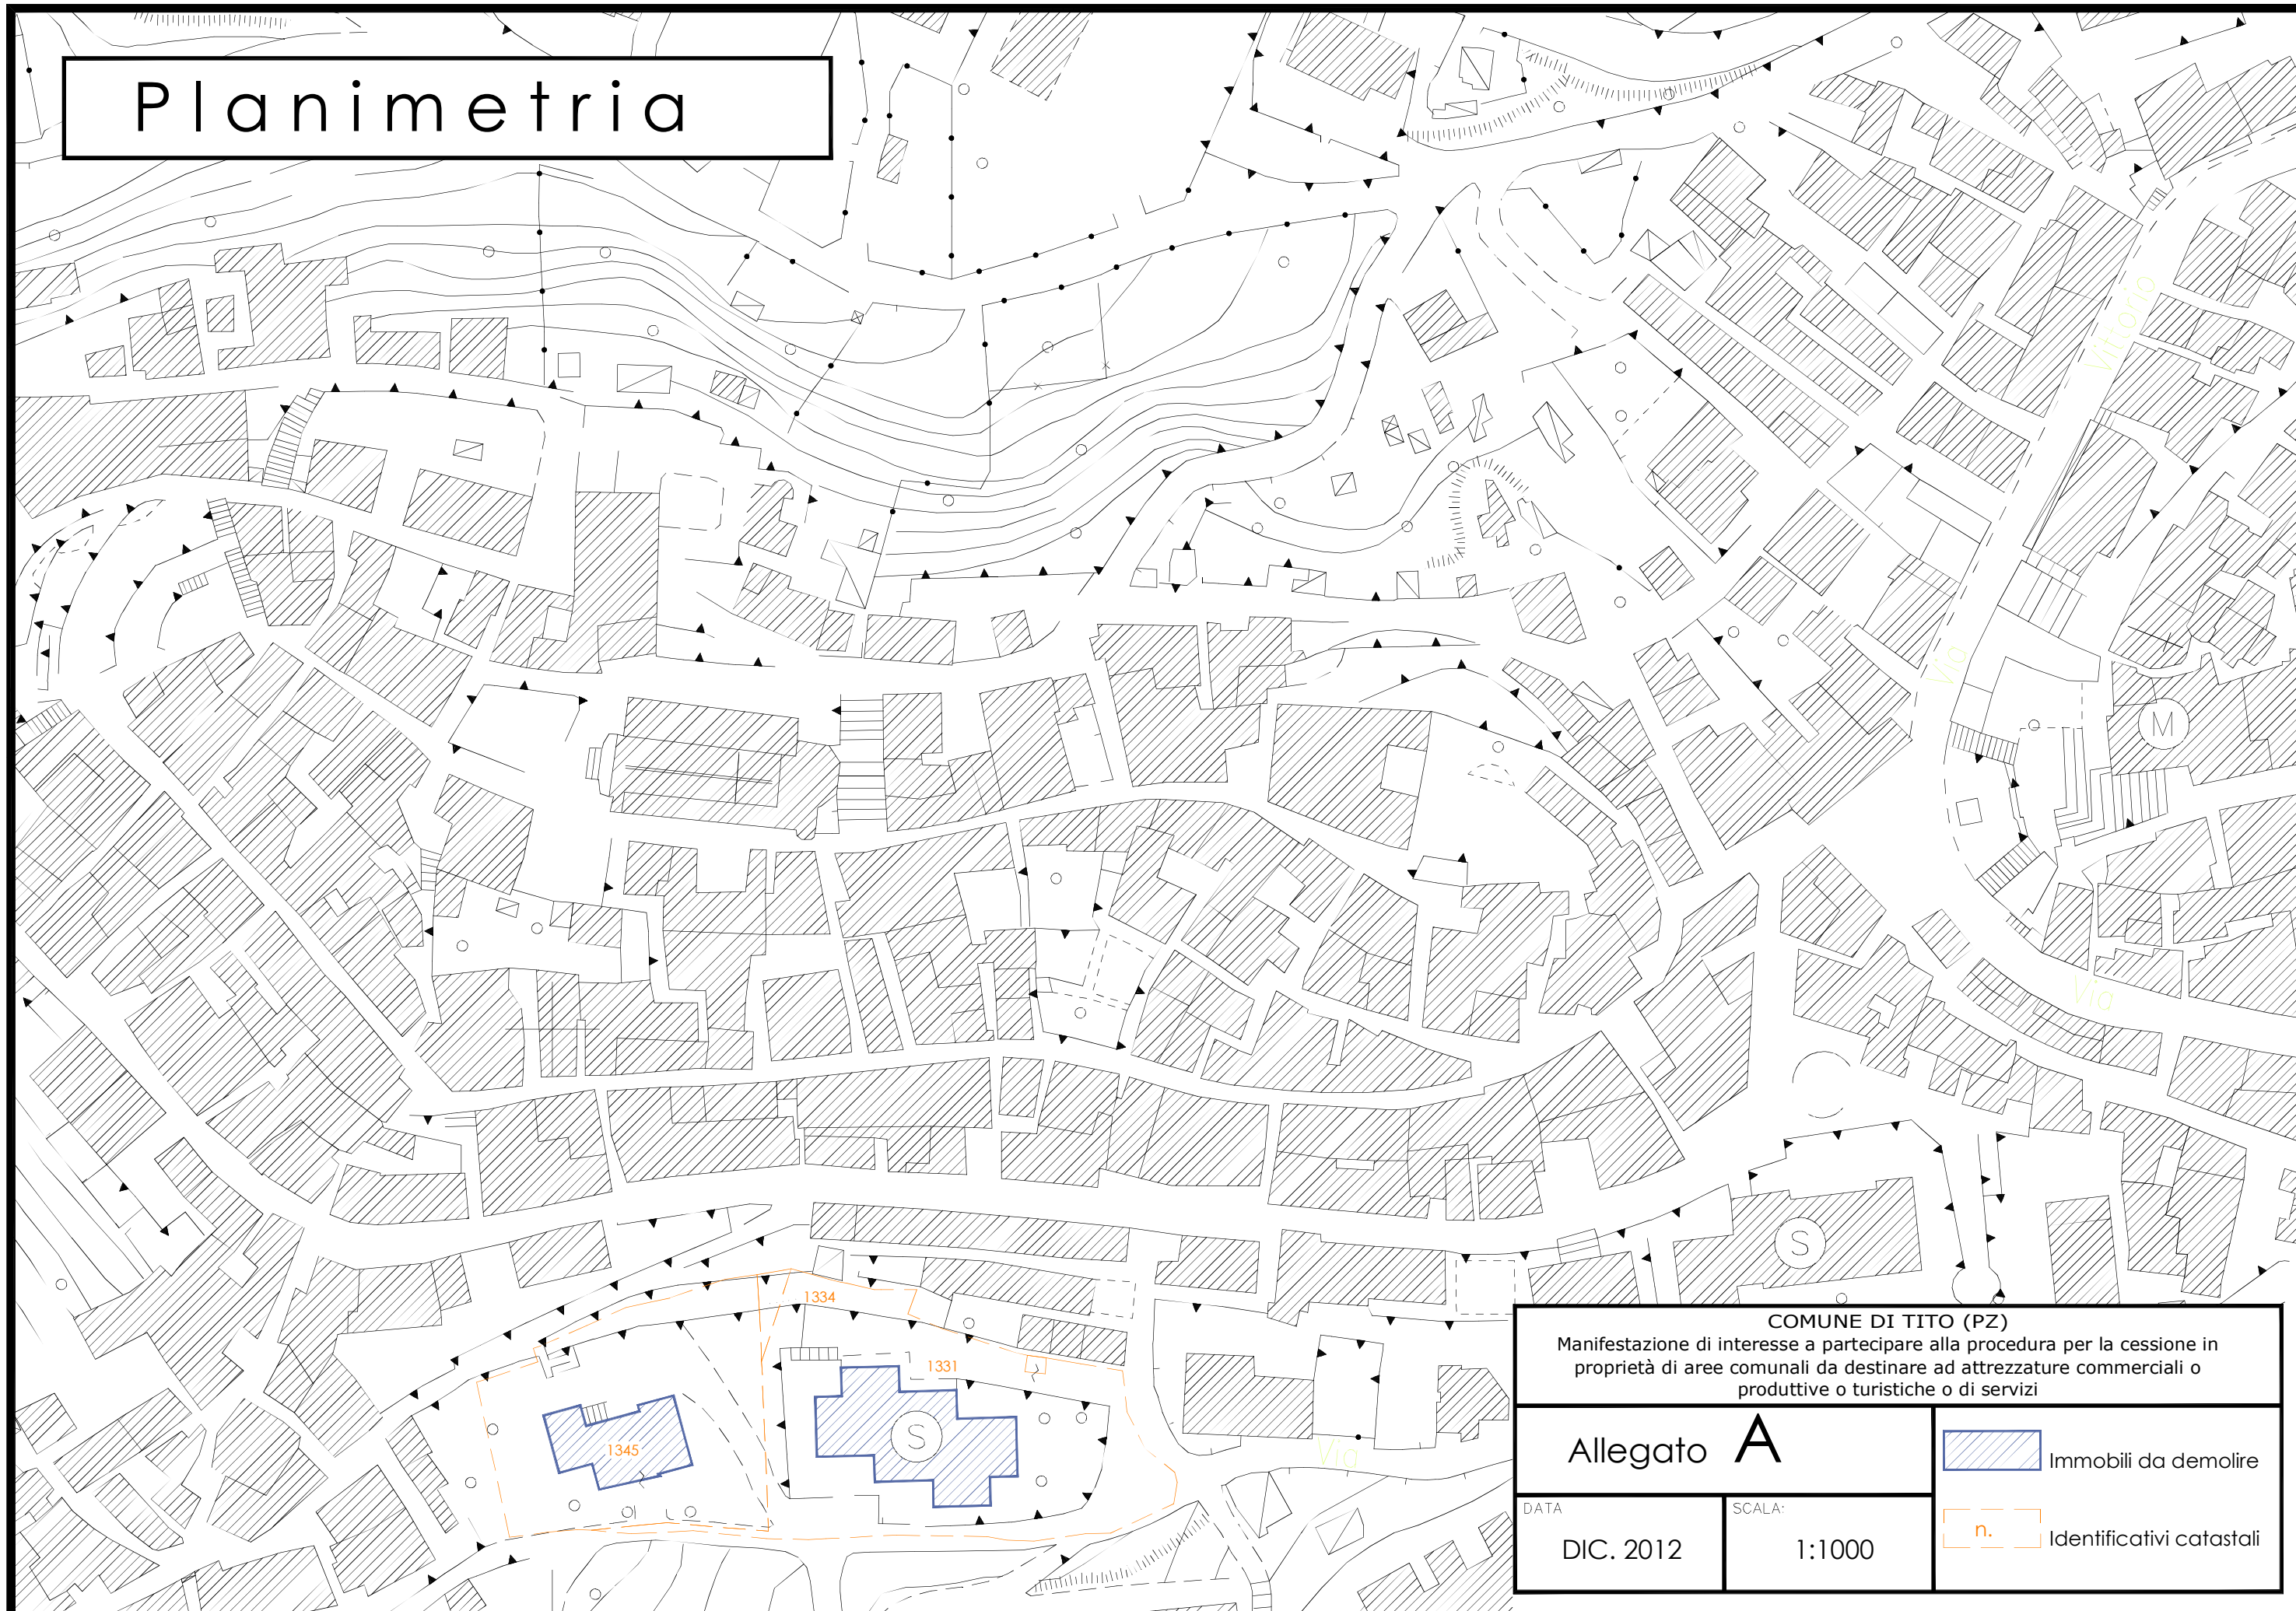 Planimetria
Vittorio
Via
M
Via
S
1334
1331
1345
S
Via
COMUNE DI TITO (PZ)
Manifestazione di interesse a partecipare alla procedura per la cessione in
proprietà di aree comunali da destinare ad attrezzature commerciali o
produttive o turistiche o di servizi
Allegato A
Immobili da demolire
DATA
DIC. 2012
SCALA:
1:1000
n.
Identificativi catastali